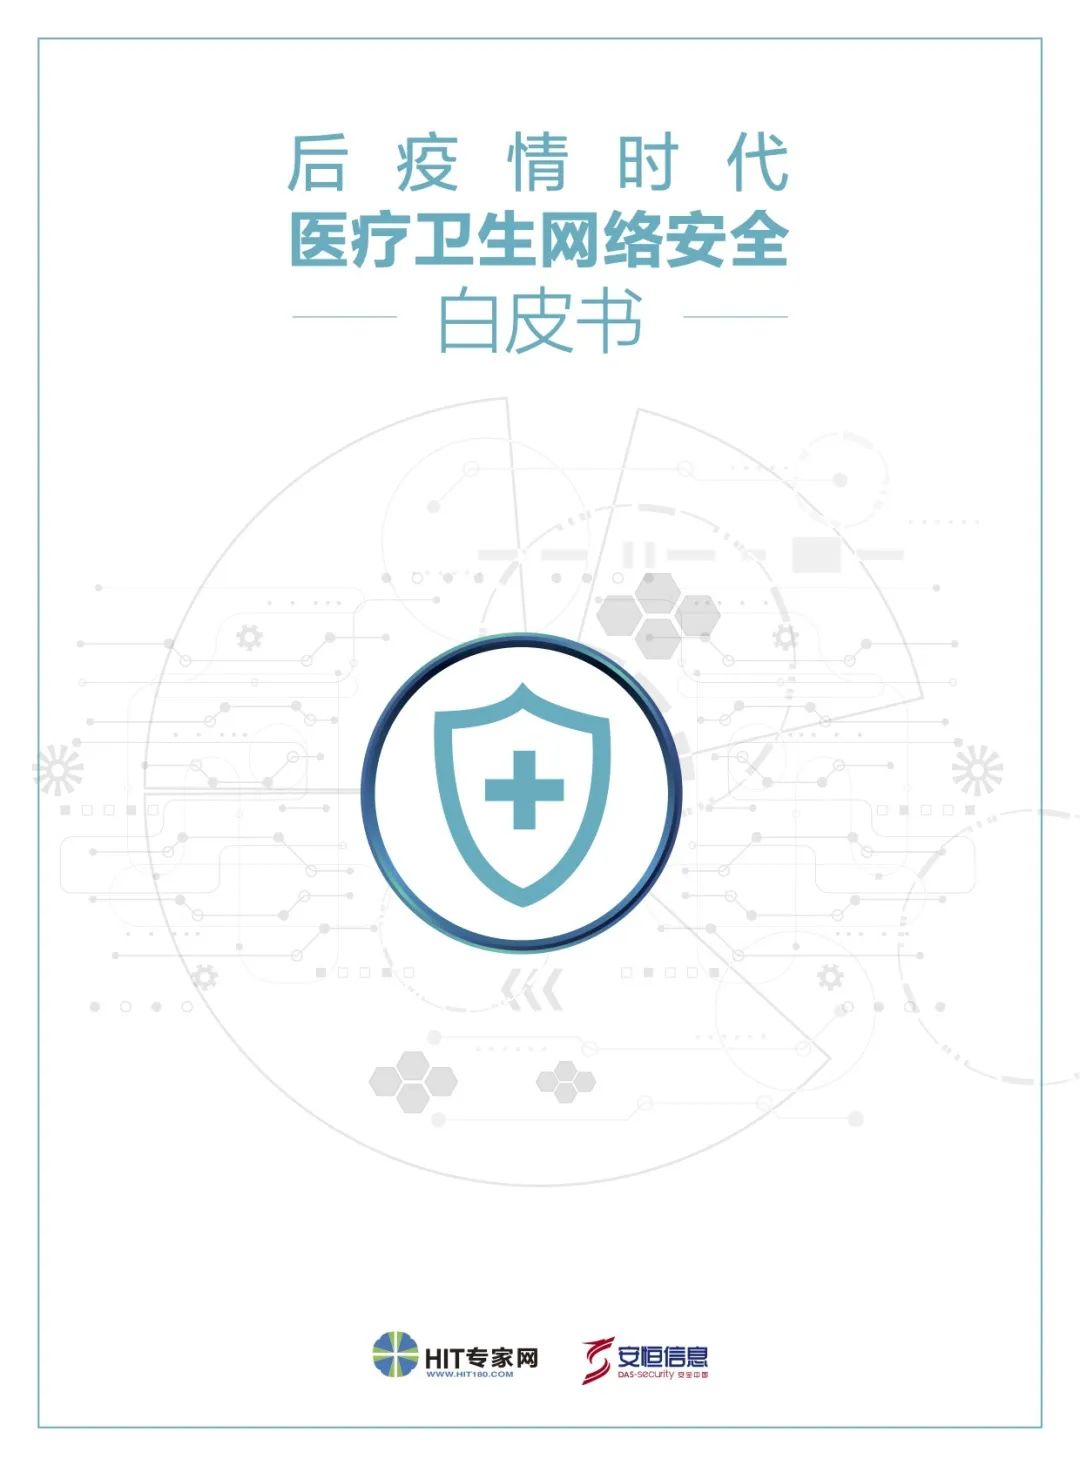 后疫情时代
医疗卫生网络安全
白皮书
HIT专家网
WWW.HIT180.COM
安恒信息
DAS-security 安全中国